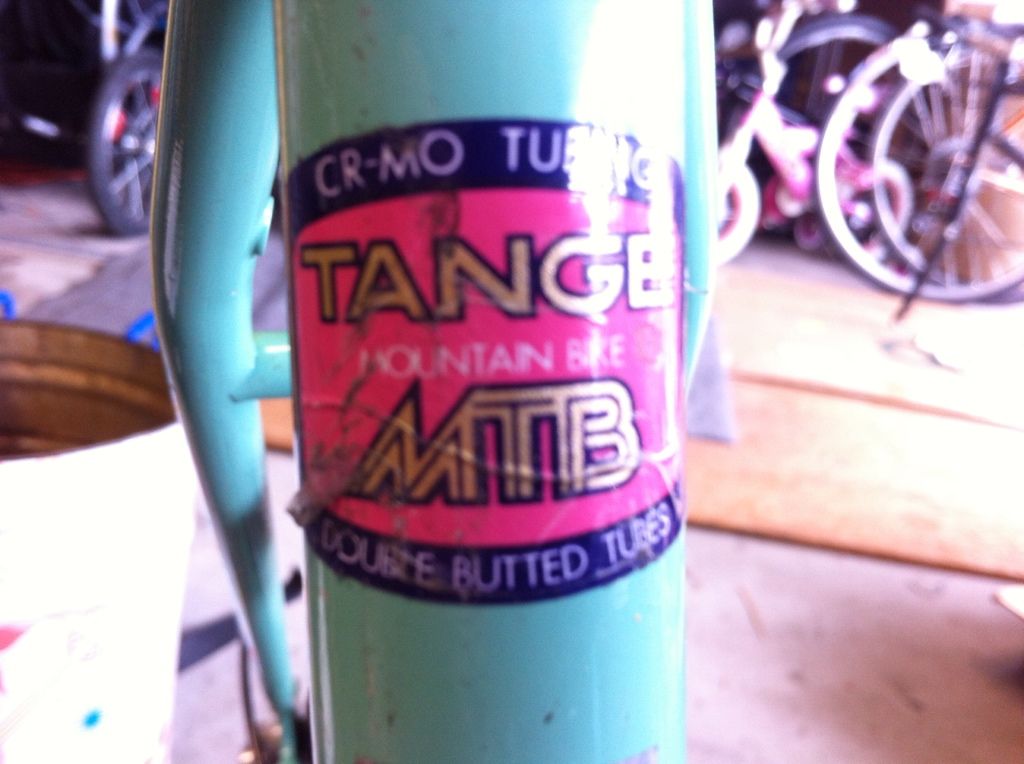 CR-MO TUBING
TANGE
MOUNTAIN BIKE
MTB
DOUBLE BUTTED TUBES